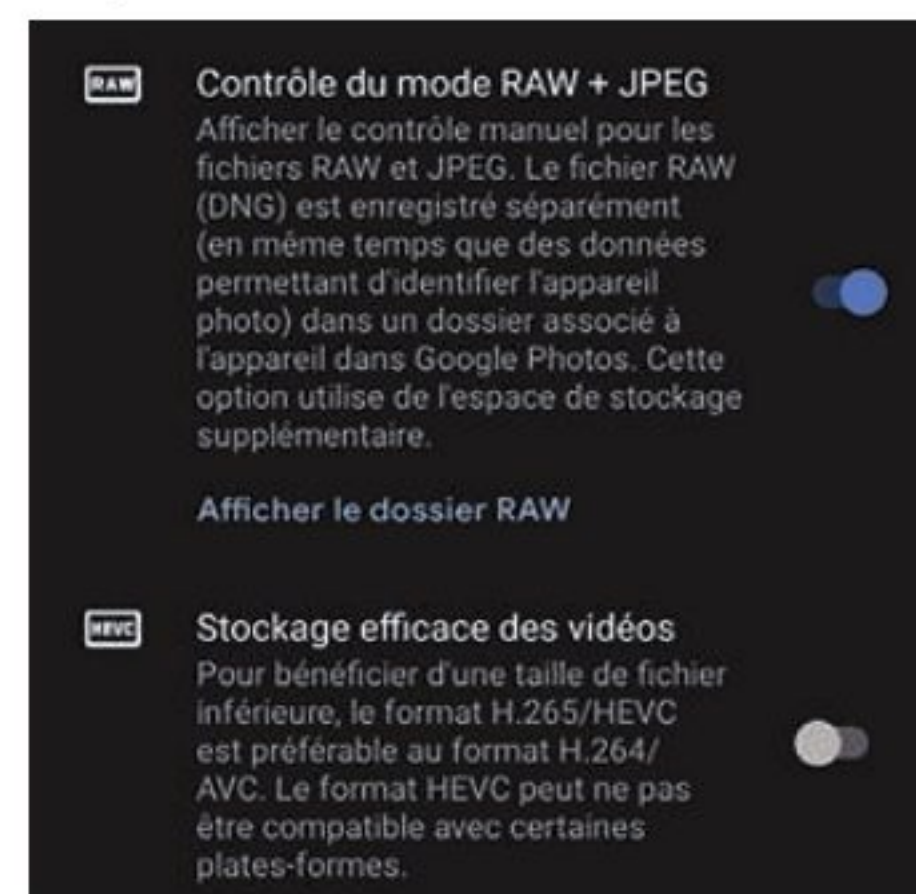 RAW
Contrôle du mode RAW + JPEG
Afficher le contrôle manuel pour les
fichiers RAW et JPEG. Le fichier RAW
(DNG) est enregistré séparément
(en même temps que des données
permettant d'identifier l'appareil
photo) dans un dossier associé à
l'appareil dans Google Photos. Cette
option utilise de l'espace de stockage
supplémentaire.
Afficher le dossier RAW
HEVC
Stockage efficace des vidéos
Pour bénéficier d'une taille de fichier
inférieure, le format H.265/HEVC
est préférable au format H.264/
AVC. Le format HEVC peut ne pas
être compatible avec certaines
plates-formes.